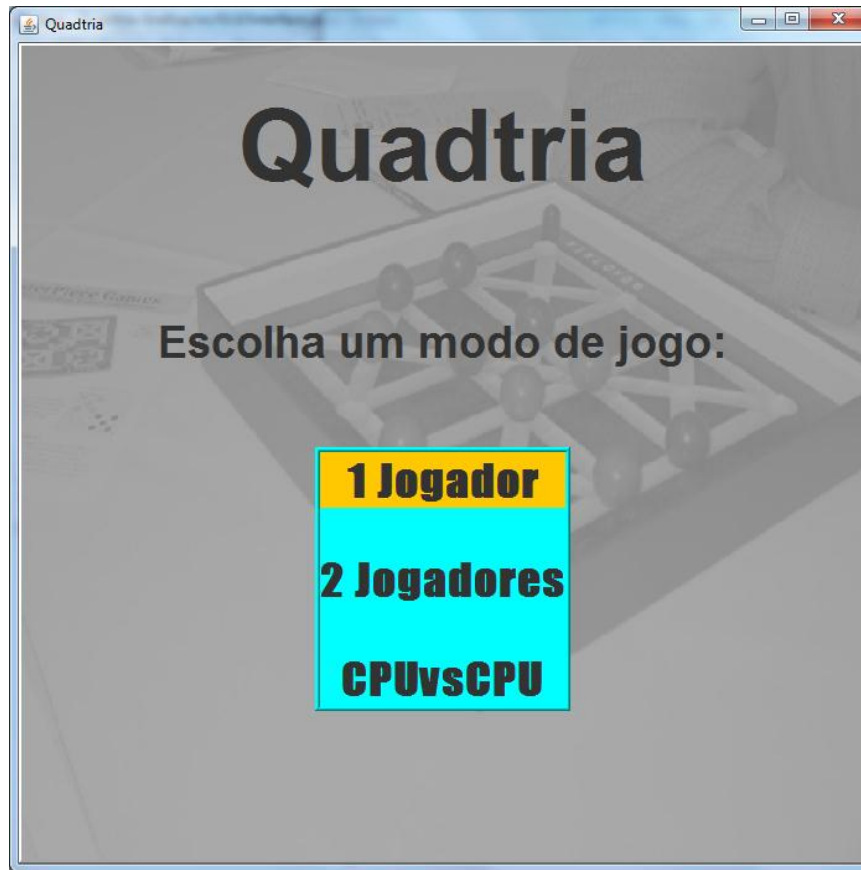 Quadtria
Quadtria
Escolha um modo de jogo:
1 Jogador
2 Jogadores
CPUvsCPU